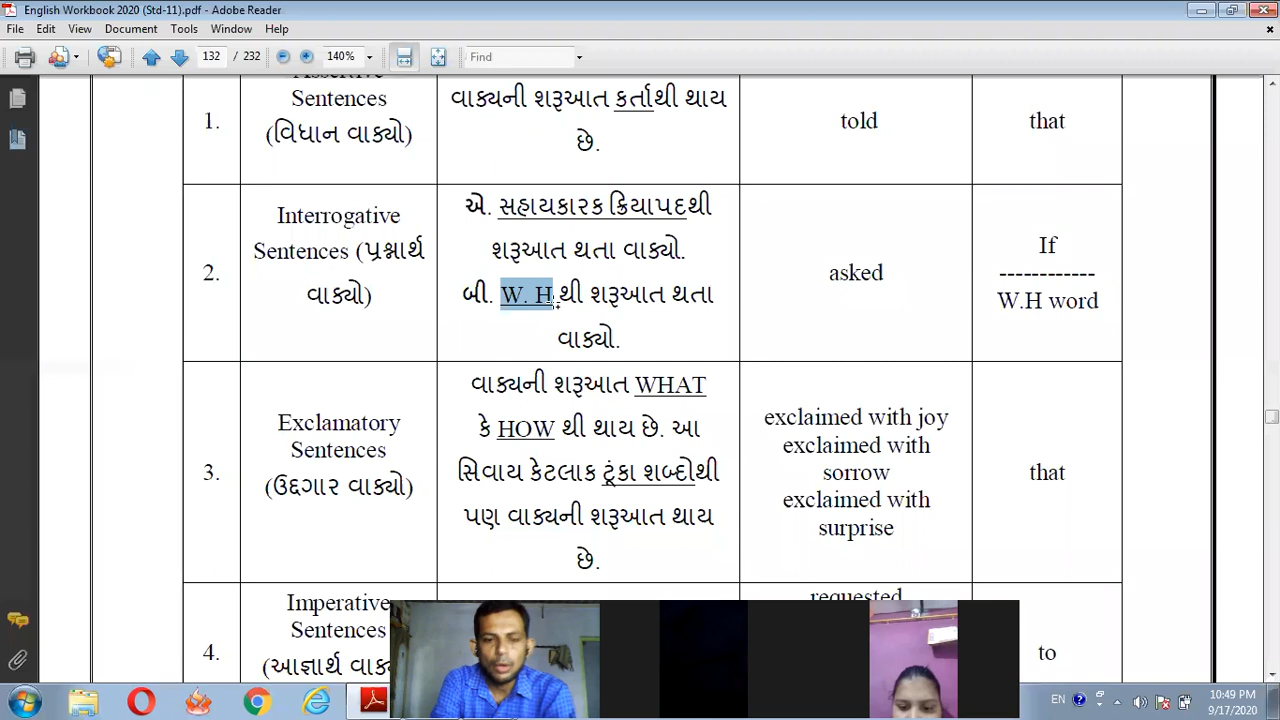 English Workbook 2020 (Std-11).pdf - Adobe Reader
File Edit View Document Tools Window Help
132 / 232 140% Find
1.
Assertive
Sentences
(વિધાન વાક્યો)
વાક્યની શરૂઆત કર્તાથી થાય
છે.
told
that
2.
Interrogative
Sentences (પ્રશ્નાર્થ
વાક્યો)
એ. સહાયકારક ક્રિયાપદથી
શરૂઆત થતા વાક્યો.
બી. W. H થી શરૂઆત થતા
વાક્યો.
asked
If
------------
W.H word
3.
Exclamatory
Sentences
(ઉદ્દગાર વાક્યો)
વાક્યની શરૂઆત WHAT
કે HOW થી થાય છે. આ
સિવાય કેટલાક ટૂંકા શબ્દોથી
પણ વાક્યની શરૂઆત થાય
છે.
exclaimed with joy
exclaimed with
sorrow
exclaimed with
surprise
that
4.
Imperative
Sentences
(આજ્ઞાર્થ
requested
to
EN
10:49 PM
9/17/2020